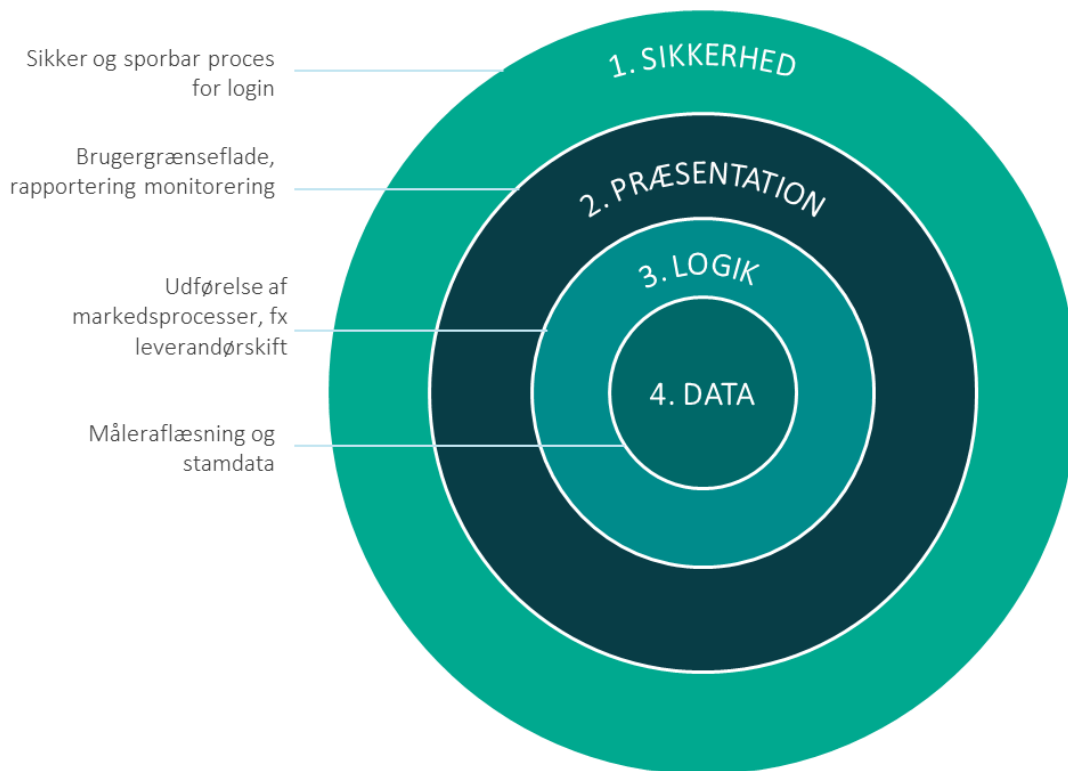 Sikker og sporbar proces
for login
1. SIKKERHED
Brugergrænseflade,
rapportering monitorering
2. PRÆSENTATION
Udførelse af
markedsprocesser, fx
leverandørskift
3. LOGIK
Måleraflæsning og
stamdata
4. DATA